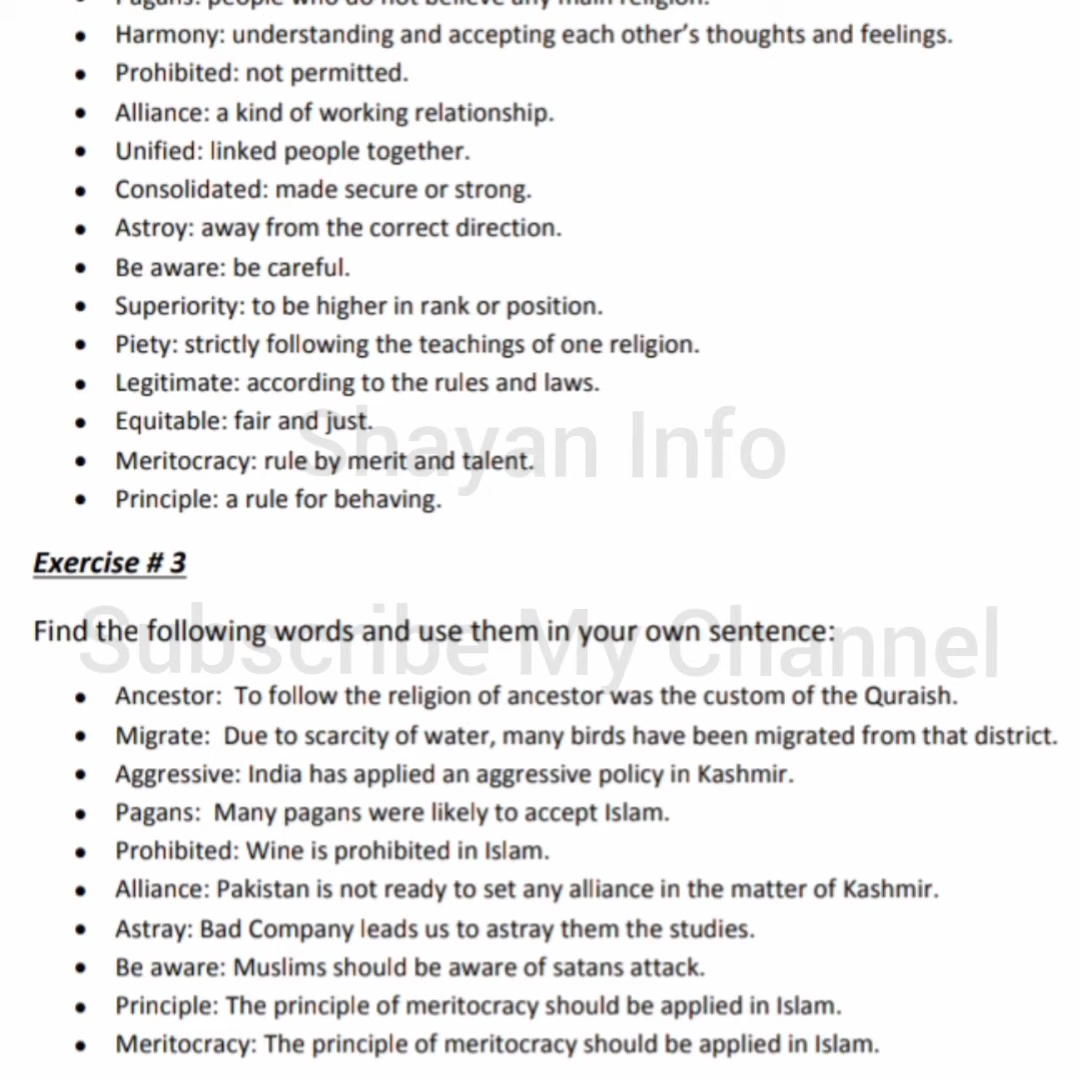 Pagans: people who do not believe any main religion.
• Harmony: understanding and accepting each other's thoughts and feelings.
• Prohibited: not permitted.
• Alliance: a kind of working relationship.
• Unified: linked people together.
• Consolidated: made secure or strong.
• Astroy: away from the correct direction.
• Be aware: be careful.
• Superiority: to be higher in rank or position.
• Piety: strictly following the teachings of one religion.
• Legitimate: according to the rules and laws.
• Equitable: fair and just.
Shayan Info
• Meritocracy: rule by merit and talent.
• Principle: a rule for behaving.
Exercise # 3
Find the following words and use them in your own sentence:
Subscribe My Channel
• Ancestor: To follow the religion of ancestor was the custom of the Quraish.
• Migrate: Due to scarcity of water, many birds have been migrated from that district.
• Aggressive: India has applied an aggressive policy in Kashmir.
• Pagans: Many pagans were likely to accept Islam.
• Prohibited: Wine is prohibited in Islam.
• Alliance: Pakistan is not ready to set any alliance in the matter of Kashmir.
• Astray: Bad Company leads us to astray them the studies.
• Be aware: Muslims should be aware of satans attack.
• Principle: The principle of meritocracy should be applied in Islam.
• Meritocracy: The principle of meritocracy should be applied in Islam.